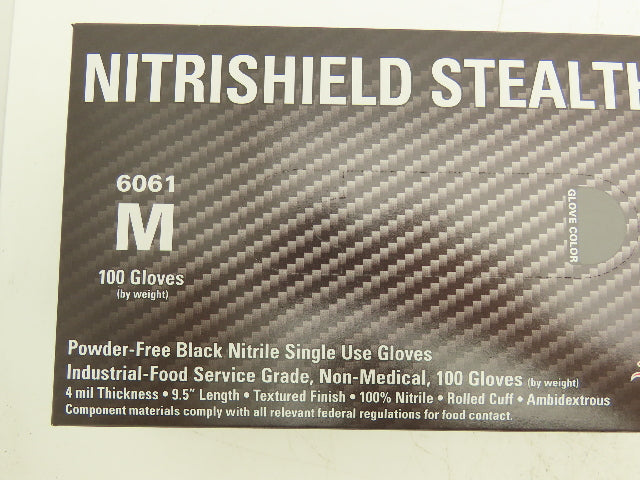 NITRISHIELD STEALTH
6061
M
100 Gloves
(by weight)
GLOVE COLOR
Powder-Free Black Nitrile Single Use Gloves
Industrial-Food Service Grade, Non-Medical, 100 Gloves (by weight)
4 mil Thickness • 9.5" Length • Textured Finish • 100% Nitrile • Rolled Cuff • Ambidextrous
Component materials comply with all relevant federal regulations for food contact.